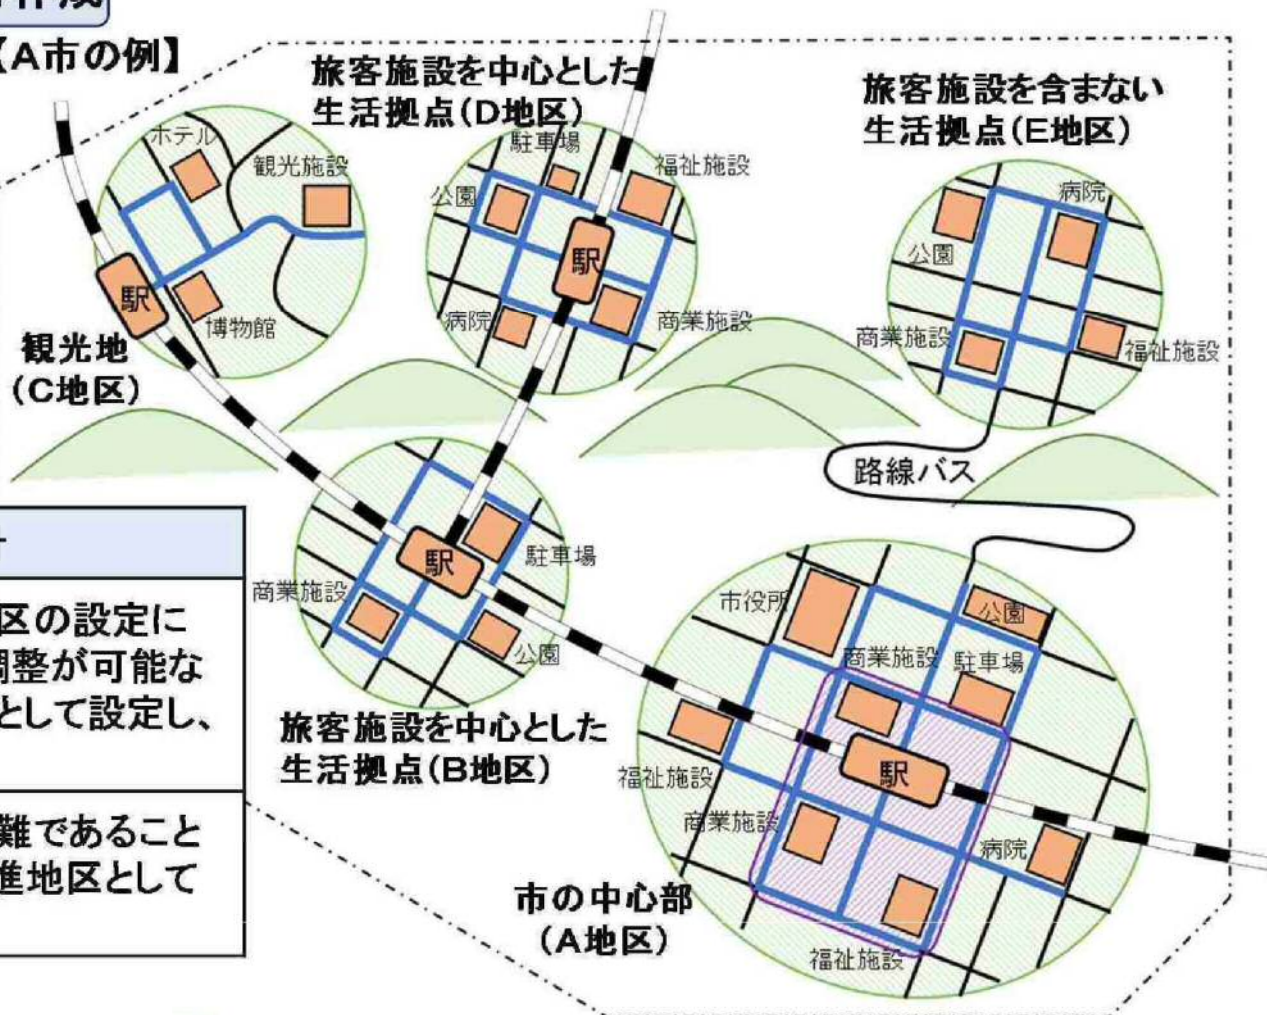 作成
【A市の例】
旅客施設を中心とした
生活拠点(D地区)
旅客施設を含まない
生活拠点(E地区)
ホテル
観光施設
駅
博物館
観光地
(C地区)
駐車場
福祉施設
公園
駅
病院
商業施設
病院
公園
商業施設
福祉施設
路線バス
駅
駐車場
商業施設
公園
旅客施設を中心とした
生活拠点(B地区)
市役所
公園
商業施設
駐車場
福祉施設
駅
商業施設
病院
福祉施設
市の中心部
(A地区)
区の設定に
調整が可能な
として設定し、
難であること
進地区として